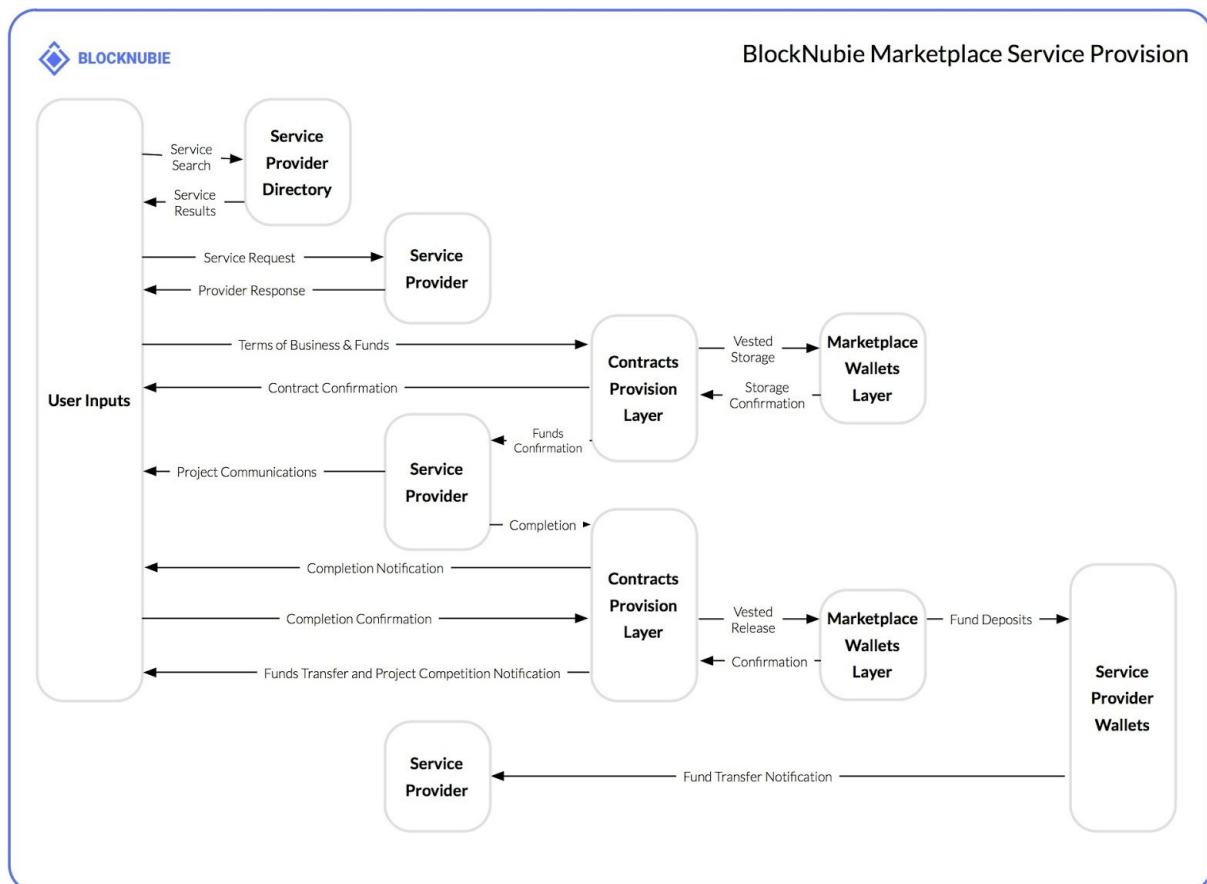 BLOCKNUBIE
BlockNubie Marketplace Service Provision
User Inputs
Service
Search
Service
Provider
Directory
Service
Results
Service Request
Service
Provider
Provider Response
Terms of Business & Funds
Contracts
Provision
Layer
Vested
Storage
Marketplace
Wallets
Layer
Contract Confirmation
Storage
Confirmation
Funds
Confirmation
Service
Provider
Project Communications
Completion
Completion Notification
Contracts
Provision
Layer
Completion Confirmation
Vested
Release
Marketplace
Wallets
Layer
Fund Deposits
Confirmation
Funds Transfer and Project Competition Notification
Service
Provider
Wallets
Service
Provider
Fund Transfer Notification